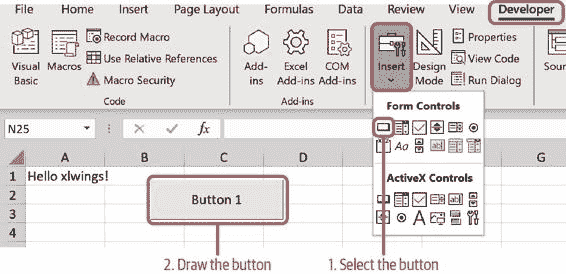 File Home Insert Page Layout Formulas Data Review View Developer
Visual Basic
Macros
Record Macro
Use Relative References
Macro Security
Code
Add-ins
Excel Add-ins
COM Add-ins
Add-ins
Insert
Design Mode
Properties
View Code
Run Dialog
Sour
Form Controls
Aa
ab|
ActiveX Controls
ab|
A
N25
fx
A B C D G
1 Hello xlwings!
2
3
4
Button 1
2. Draw the button
1. Select the button